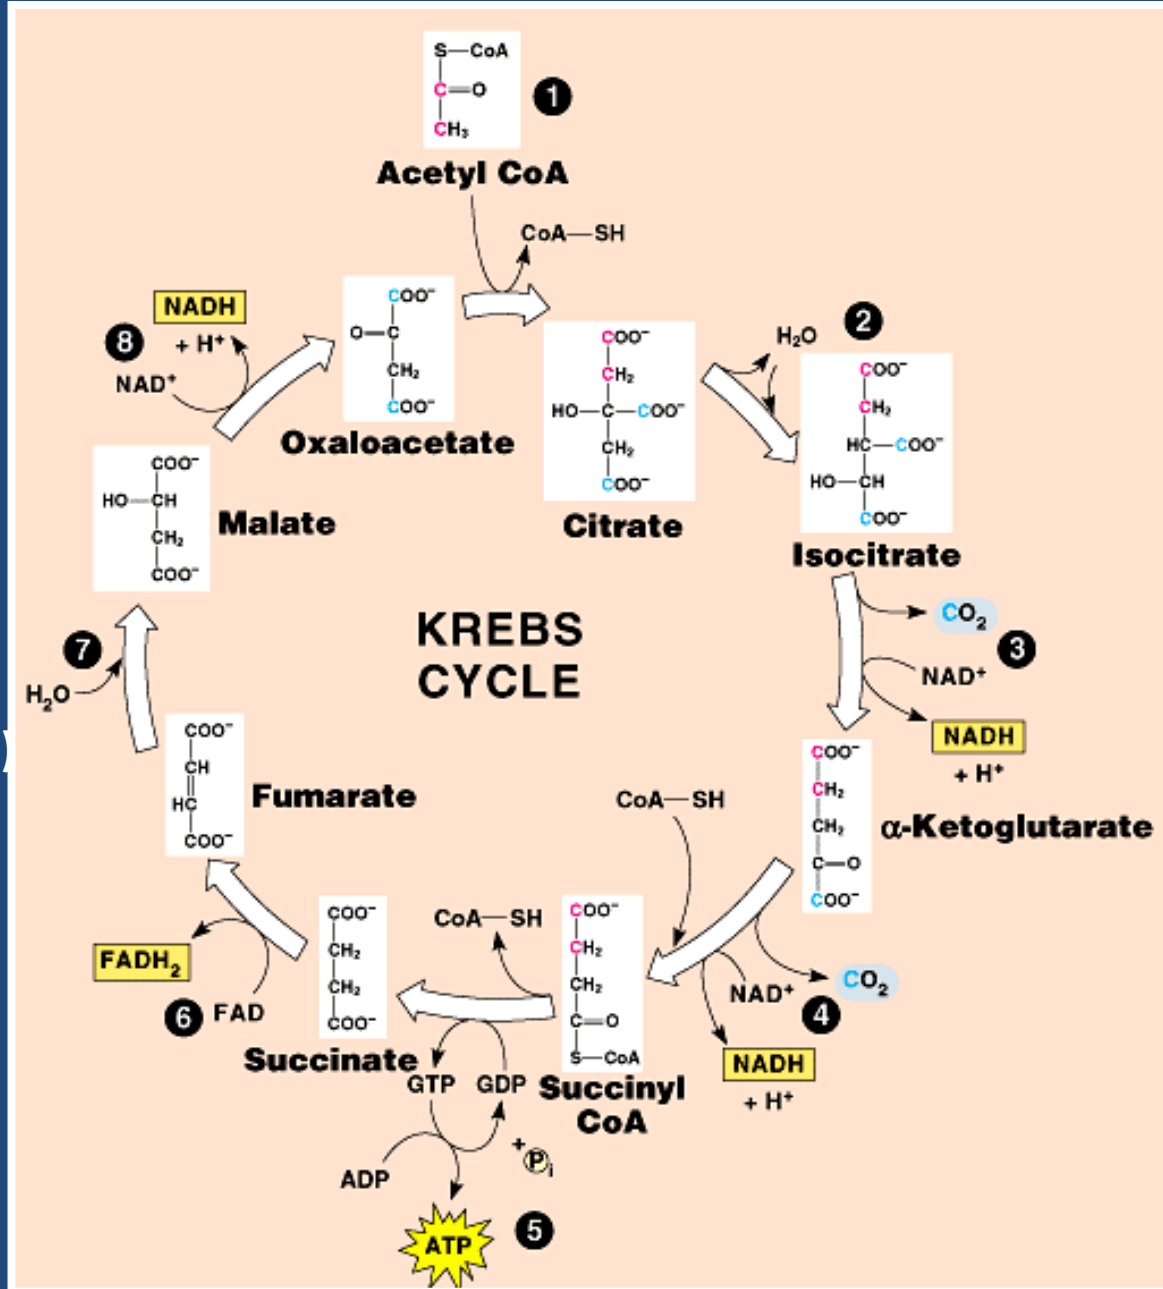 S—CoA
C=O
CH₃
1
Acetyl CoA
CoA—SH
NADH
+ H⁺
8
NAD⁺
COO⁻
O—C
CH₂
COO⁻
Oxaloacetate
COO⁻
CH₂
HO—C—COO⁻
CH₂
COO⁻
Citrate
H₂O
2
COO⁻
CH₂
HC—COO⁻
HO—CH
COO⁻
Isocitrate
COO⁻
HO—CH
CH₂
COO⁻
Malate
KREBS
CYCLE
CO₂
3
NAD⁺
NADH
+ H⁺
7
H₂O
COO⁻
CH
HC
COO⁻
Fumarate
CoA—SH
COO⁻
CH₂
CH₂
C—O
COO⁻
α-Ketoglutarate
FADH₂
6
FAD
COO⁻
CH₂
CH₂
COO⁻
Succinate
CoA—SH
COO⁻
CH₂
CH₂
C=O
S—CoA
Succinyl
CoA
NAD⁺
4
CO₂
NADH
+ H⁺
GTP
GDP
+
Pi
ADP
ATP
5
)